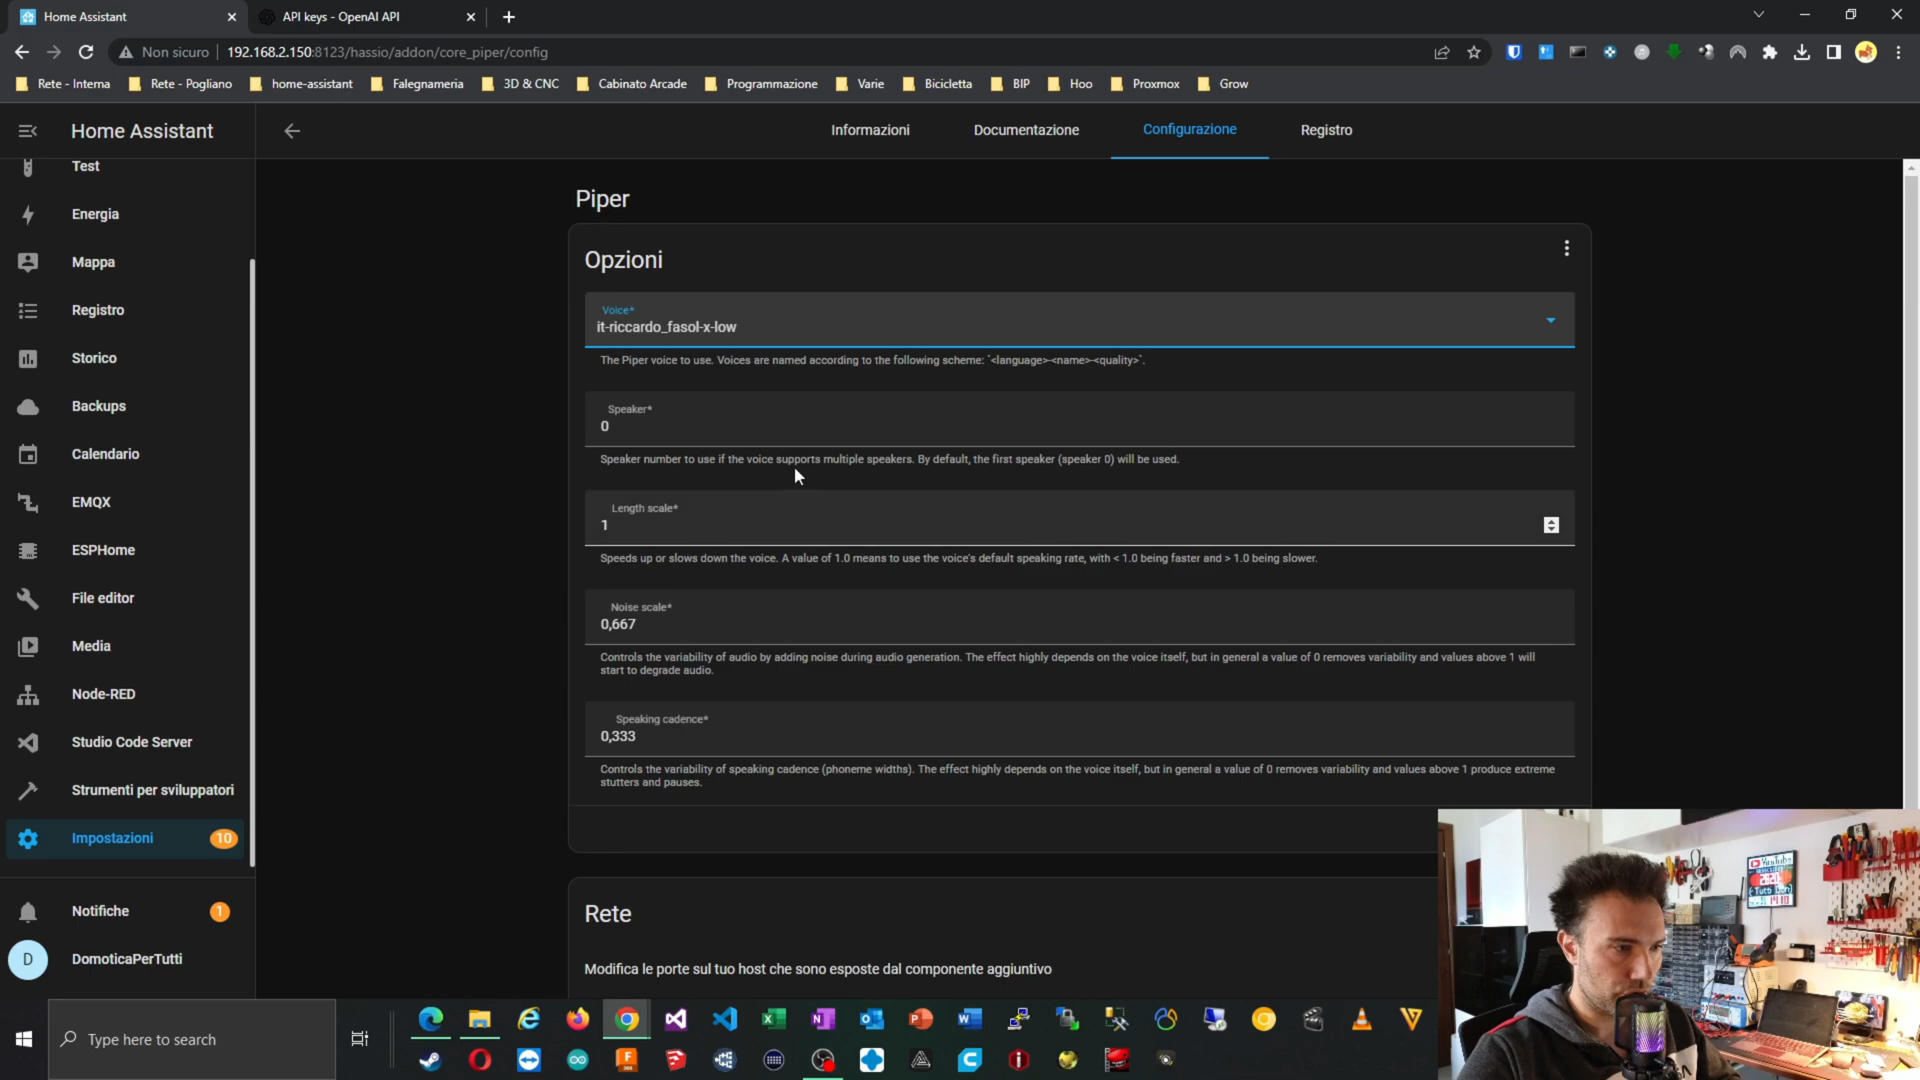 Home Assistant
API keys - OpenAI API
Non sicuro
192.168.2.150:8123/hassio/addon/core_piper/config
Rete - Interna
Rete - Pogliano
home-assistant
Falegnameria
3D & CNC
Cabinato Arcade
Programmazione
Varie
Bicicletta
BIP
Hoo
Proxmox
Grow
Home Assistant
Informazioni
Documentazione
Configurazione
Registro
Test
Energia
Mappa
Registro
Storico
Backups
Calendario
EMQX
ESPHome
File editor
Media
Node-RED
Studio Code Server
Strumenti per sviluppatori
Impostazioni
10
Notifiche
1
D
DomoticaPerTutti
Piper
Opzioni
Voice*
it-riccardo_fasol-x-low
The Piper voice to use. Voices are named according to the following scheme: `<language>-<name>-<quality>`.
Speaker*
0
Speaker number to use if the voice supports multiple speakers. By default, the first speaker (speaker 0) will be used.
Length scale*
1
Speeds up or slows down the voice. A value of 1.0 means to use the voice's default speaking rate, with < 1.0 being faster and > 1.0 being slower.
Noise scale*
0,667
Controls the variability of audio by adding noise during audio generation. The effect highly depends on the voice itself, but in general a value of 0 removes variability and values above 1 will
start to degrade audio.
Speaking cadence*
0,333
Controls the variability of speaking cadence (phoneme widths). The effect highly depends on the voice itself, but in general a value of 0 removes variability and values above 1 produce extreme
stutters and pauses.
Rete
Modifica le porte sul tuo host che sono esposte dal componente aggiuntivo
YouTube
Type here to search